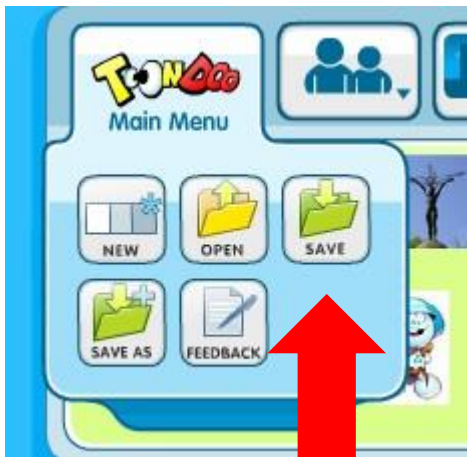 TOONDOO
Main Menu
NEW
OPEN
SAVE
SAVE AS
FEEDBACK